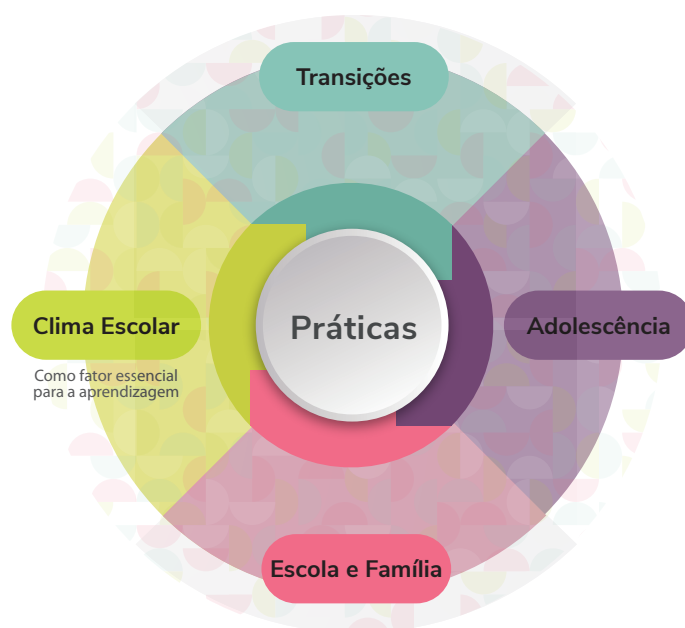 Transições
Clima Escolar
Como fator essencial
para a aprendizagem
Práticas
Adolescência
Escola e Família